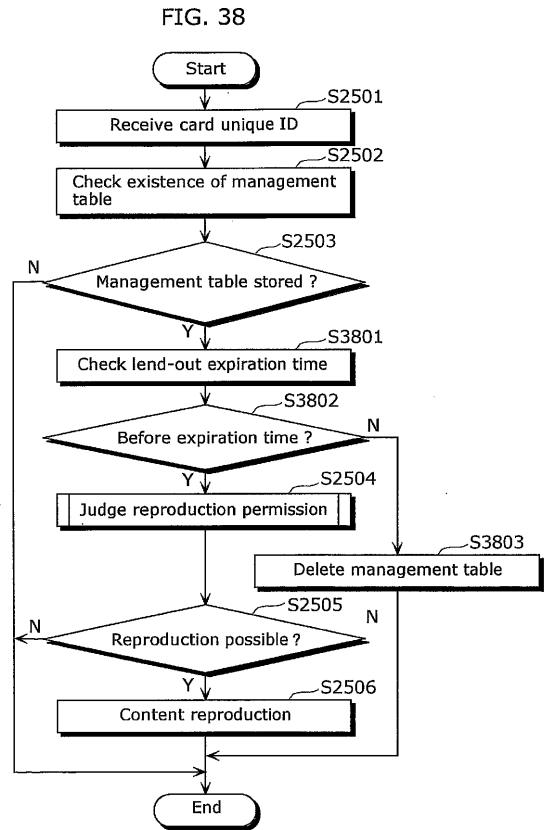 FIG. 38
Start
S2501
Receive card unique ID
S2502
Check existence of management
table
S2503
N
Management table stored ?
Y
S3801
Check lend-out expiration time
S3802
N
Before expiration time ?
Y
S2504
Judge reproduction permission
S3803
Delete management table
S2505
N
N
Reproduction possible ?
Y
S2506
Content reproduction
End